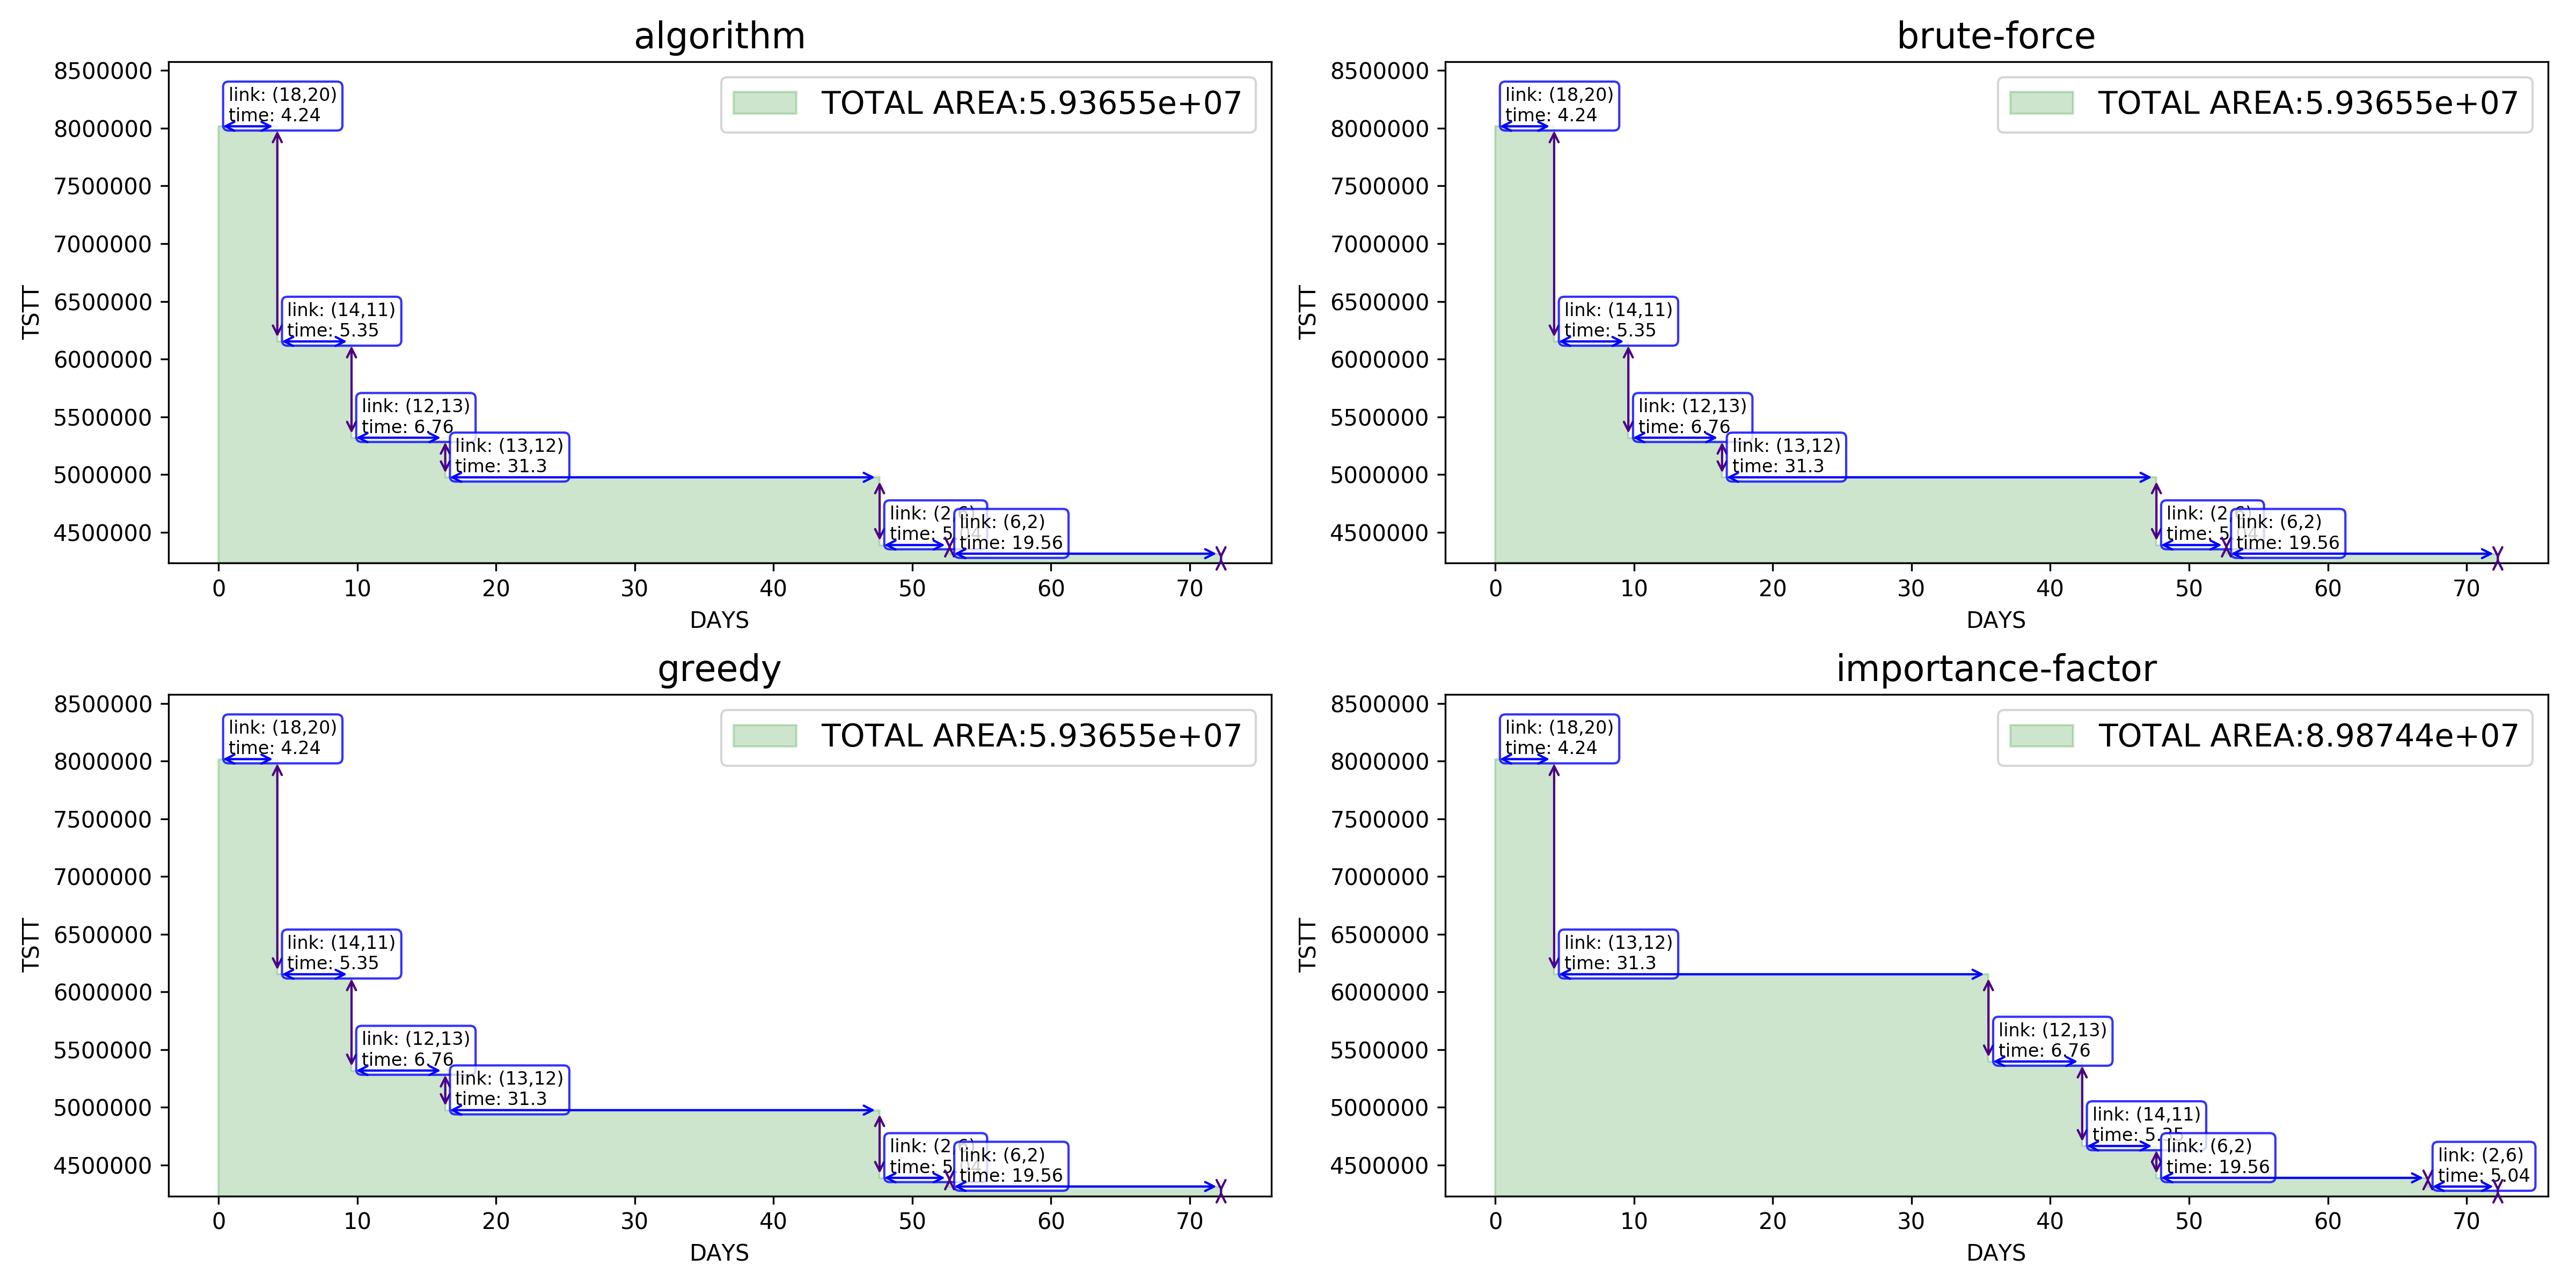 algorithm
8500000
8000000
7500000
7000000
6500000
6000000
5500000
5000000
4500000
TSTT
link: (18,20)
time: 4.24
link: (14,11)
time: 5.35
link: (12,13)
time: 6.76
link: (13,12)
time: 31.3
link:
time:
link: (6,2)
time: 19.56
TOTAL AREA:5.93655e+07
0 10 20 30 40 50 60 70
DAYS
brute-force
8500000
8000000
7500000
7000000
6500000
6000000
5500000
5000000
4500000
TSTT
link: (18,20)
time: 4.24
link: (14,11)
time: 5.35
link: (12,13)
time: 6.76
link: (13,12)
time: 31.3
link:
time:
link: (6,2)
time: 19.56
TOTAL AREA:5.93655e+07
0 10 20 30 40 50 60 70
DAYS
greedy
8500000
8000000
7500000
7000000
6500000
6000000
5500000
5000000
4500000
TSTT
link: (18,20)
time: 4.24
link: (14,11)
time: 5.35
link: (12,13)
time: 6.76
link: (13,12)
time: 31.3
link:
time:
link: (6,2)
time: 19.56
TOTAL AREA:5.93655e+07
0 10 20 30 40 50 60 70
DAYS
importance-factor
8500000
8000000
7500000
7000000
6500000
6000000
5500000
5000000
4500000
TSTT
link: (18,20)
time: 4.24
link: (13,12)
time: 31.3
link: (12,13)
time: 6.76
link: (14,11)
time: 5.35
link: (6,2)
time: 19.56
link: (2,6)
time: 5.04
TOTAL AREA:8.98744e+07
0 10 20 30 40 50 60 70
DAYS